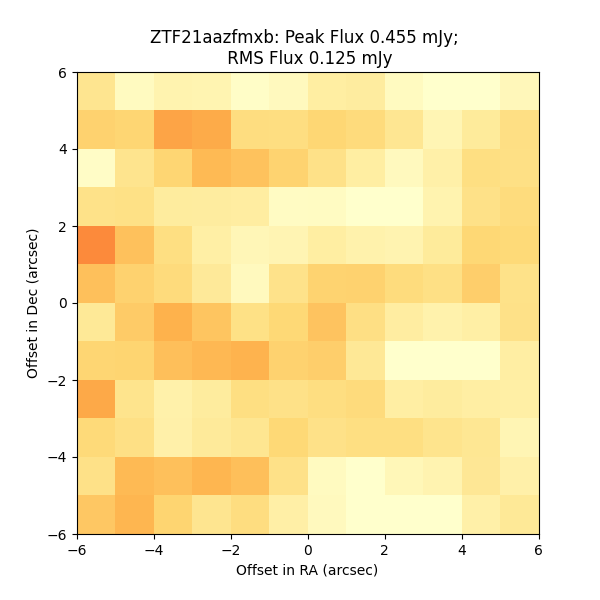 ZTF21aazfmxb: Peak Flux 0.455 mJy;
RMS Flux 0.125 mJy
6
4
2
0
−2
−4
−6
Offset in Dec (arcsec)
−6 −4 −2 0 2 4 6
Offset in RA (arcsec)